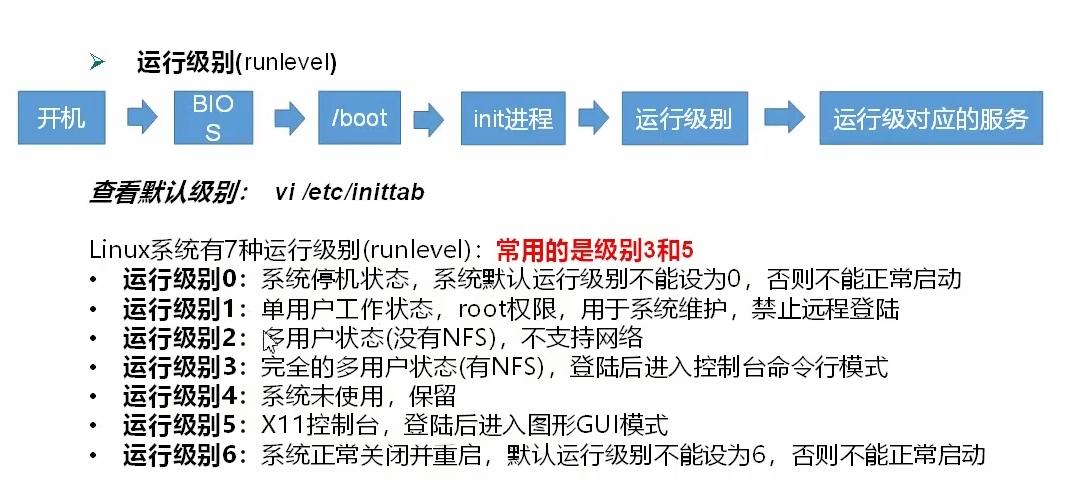 运行级别(runlevel)
开机
BIO
S
/boot
init进程
运行级别
运行级对应的服务
查看默认级别： vi /etc/inittab
Linux系统有7种运行级别(runlevel)：常用的是级别3和5
• 运行级别0：系统停机状态，系统默认运行级别不能设为0，否则不能正常启动
• 运行级别1：单用户工作状态，root权限，用于系统维护，禁止远程登陆
• 运行级别2：多用户状态(没有NFS)，不支持网络
• 运行级别3：完全的多用户状态(有NFS)，登陆后进入控制台命令行模式
• 运行级别4：系统未使用，保留
• 运行级别5：X11控制台，登陆后进入图形GUI模式
• 运行级别6：系统正常关闭并重启，默认运行级别不能设为6，否则不能正常启动